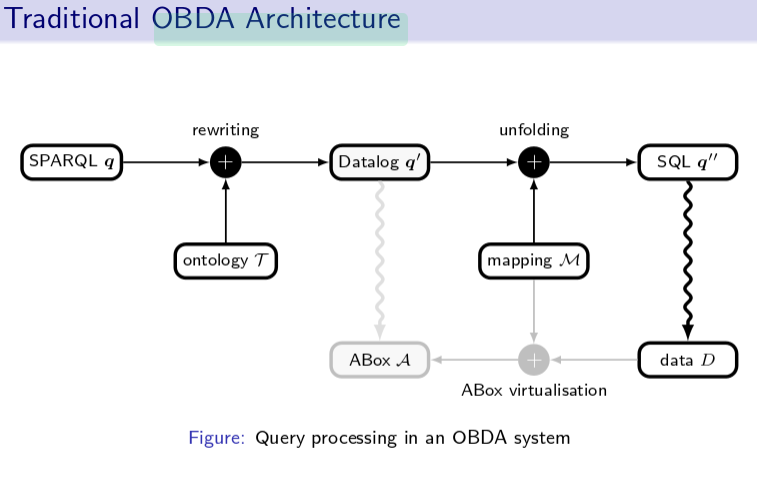 Traditional OBDA Architecture
rewriting
unfolding
SPARQL q
+
Datalog q′
+
SQL q′′
ontology 𝒯
mapping ℳ
ABox 𝒜
+
data D
ABox virtualisation
Figure: Query processing in an OBDA system